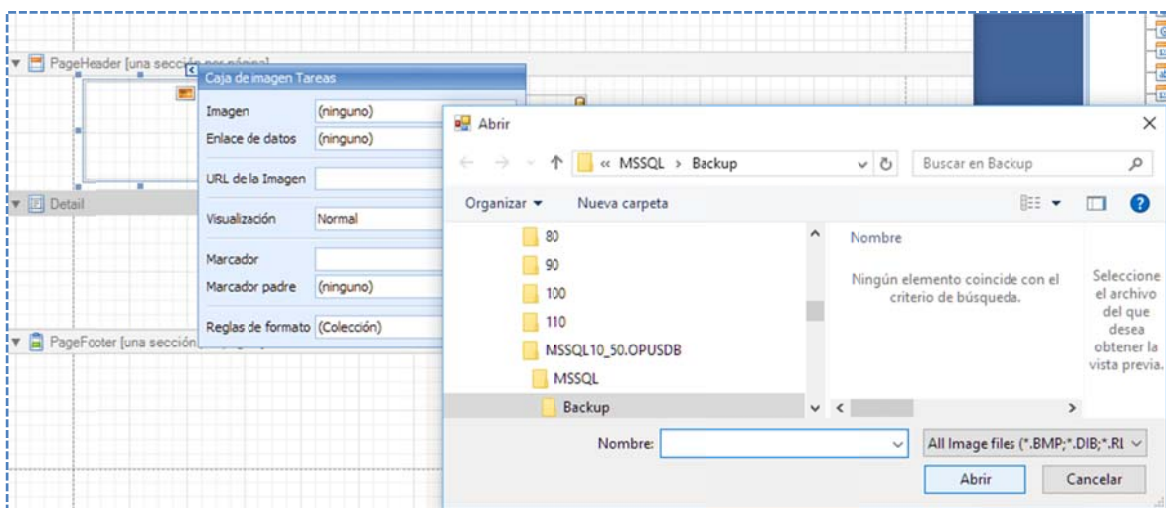 PageHeader [una sección por página]
Caja de imagen Tareas
Imagen (ninguno)
Enlace de datos (ninguno)
URL de la Imagen
Visualización Normal
Marcador
Marcador padre (ninguno)
Reglas de formato (Colección)
Detail
PageFooter [una sección
Abrir
« MSSQL > Backup
Buscar en Backup
Organizar
Nueva carpeta
80
90
100
110
MSSQL10_50.OPUSDB
MSSQL
Backup
Nombre
Ningún elemento coincide con el
criterio de búsqueda.
Seleccione
el archivo
del que
desea
obtener la
vista previa.
Nombre:
All Image files (*.BMP;*.DIB;*.RL
Abrir
Cancelar